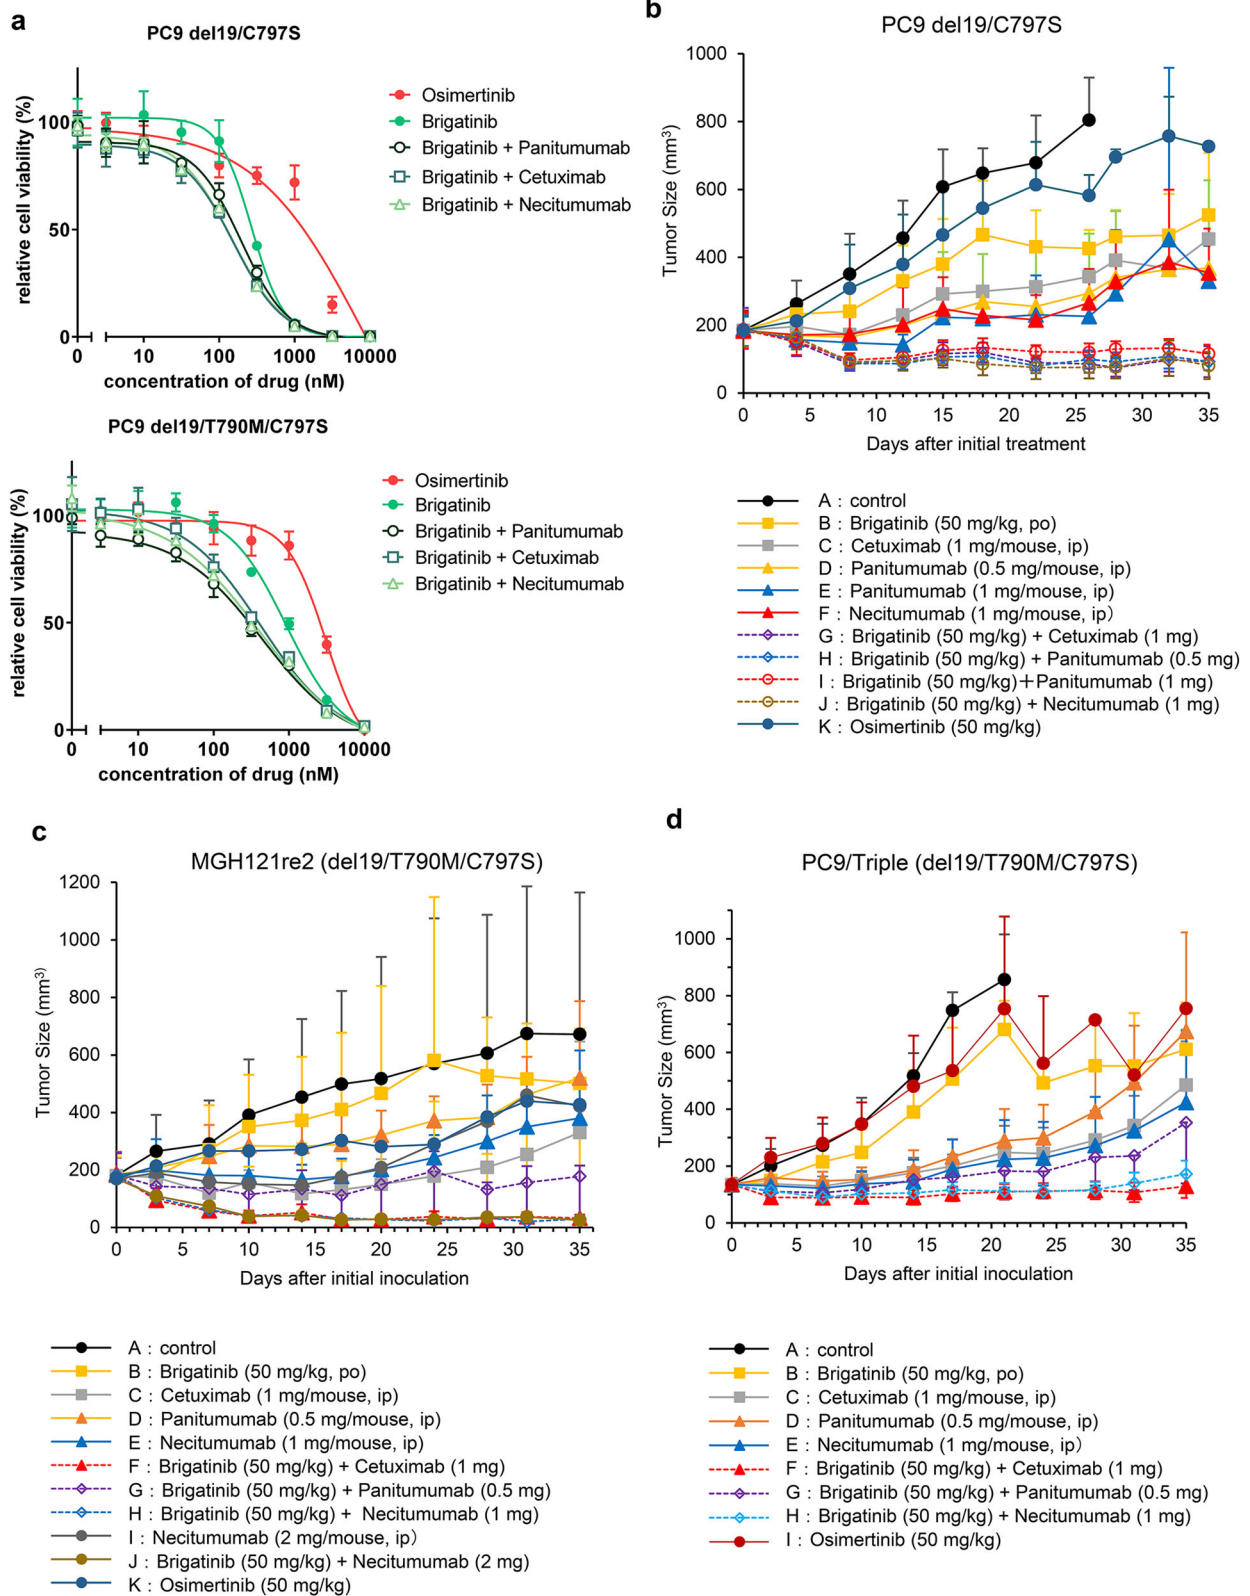 a
PC9 del19/C797S
relative cell viability (%)
100
50
0
0 10 100 1000 10000
concentration of drug (nM)
Osimertinib
Brigatinib
Brigatinib + Panitumumab
Brigatinib + Cetuximab
Brigatinib + Necitumumab
PC9 del19/T790M/C797S
relative cell viability (%)
100
50
0
0 10 100 1000 10000
concentration of drug (nM)
Osimertinib
Brigatinib
Brigatinib + Panitumumab
Brigatinib + Cetuximab
Brigatinib + Necitumumab
b
PC9 del19/C797S
Tumor Size (mm³)
1000
800
600
400
200
0
0 5 10 15 20 25 30 35
Days after initial treatment
A : control
B : Brigatinib (50 mg/kg, po)
C : Cetuximab (1 mg/mouse, ip)
D : Panitumumab (0.5 mg/mouse, ip)
E : Panitumumab (1 mg/mouse, ip)
F : Necitumumab (1 mg/mouse, ip)
G : Brigatinib (50 mg/kg) + Cetuximab (1 mg)
H : Brigatinib (50 mg/kg) + Panitumumab (0.5 mg)
I : Brigatinib (50 mg/kg)+Panitumumab (1 mg)
J : Brigatinib (50 mg/kg) + Necitumumab (1 mg)
K : Osimertinib (50 mg/kg)
c
MGH121re2 (del19/T790M/C797S)
Tumor Size (mm³)
1200
1000
800
600
400
200
0
0 5 10 15 20 25 30 35
Days after initial inoculation
A : control
B : Brigatinib (50 mg/kg, po)
C : Cetuximab (1 mg/mouse, ip)
D : Panitumumab (0.5 mg/mouse, ip)
E : Necitumumab (1 mg/mouse, ip)
F : Brigatinib (50 mg/kg) + Cetuximab (1 mg)
G : Brigatinib (50 mg/kg) + Panitumumab (0.5 mg)
H : Brigatinib (50 mg/kg) + Necitumumab (1 mg)
I : Necitumumab (2 mg/mouse, ip)
J : Brigatinib (50 mg/kg) + Necitumumab (2 mg)
K : Osimertinib (50 mg/kg)
d
PC9/Triple (del19/T790M/C797S)
Tumor Size (mm³)
1000
800
600
400
200
0
0 5 10 15 20 25 30 35
Days after initial inoculation
A : control
B : Brigatinib (50 mg/kg, po)
C : Cetuximab (1 mg/mouse, ip)
D : Panitumumab (0.5 mg/mouse, ip)
E : Necitumumab (1 mg/mouse, ip)
F : Brigatinib (50 mg/kg) + Cetuximab (1 mg)
G : Brigatinib (50 mg/kg) + Panitumumab (0.5 mg)
H : Brigatinib (50 mg/kg) + Necitumumab (1 mg)
I : Osimertinib (50 mg/kg)